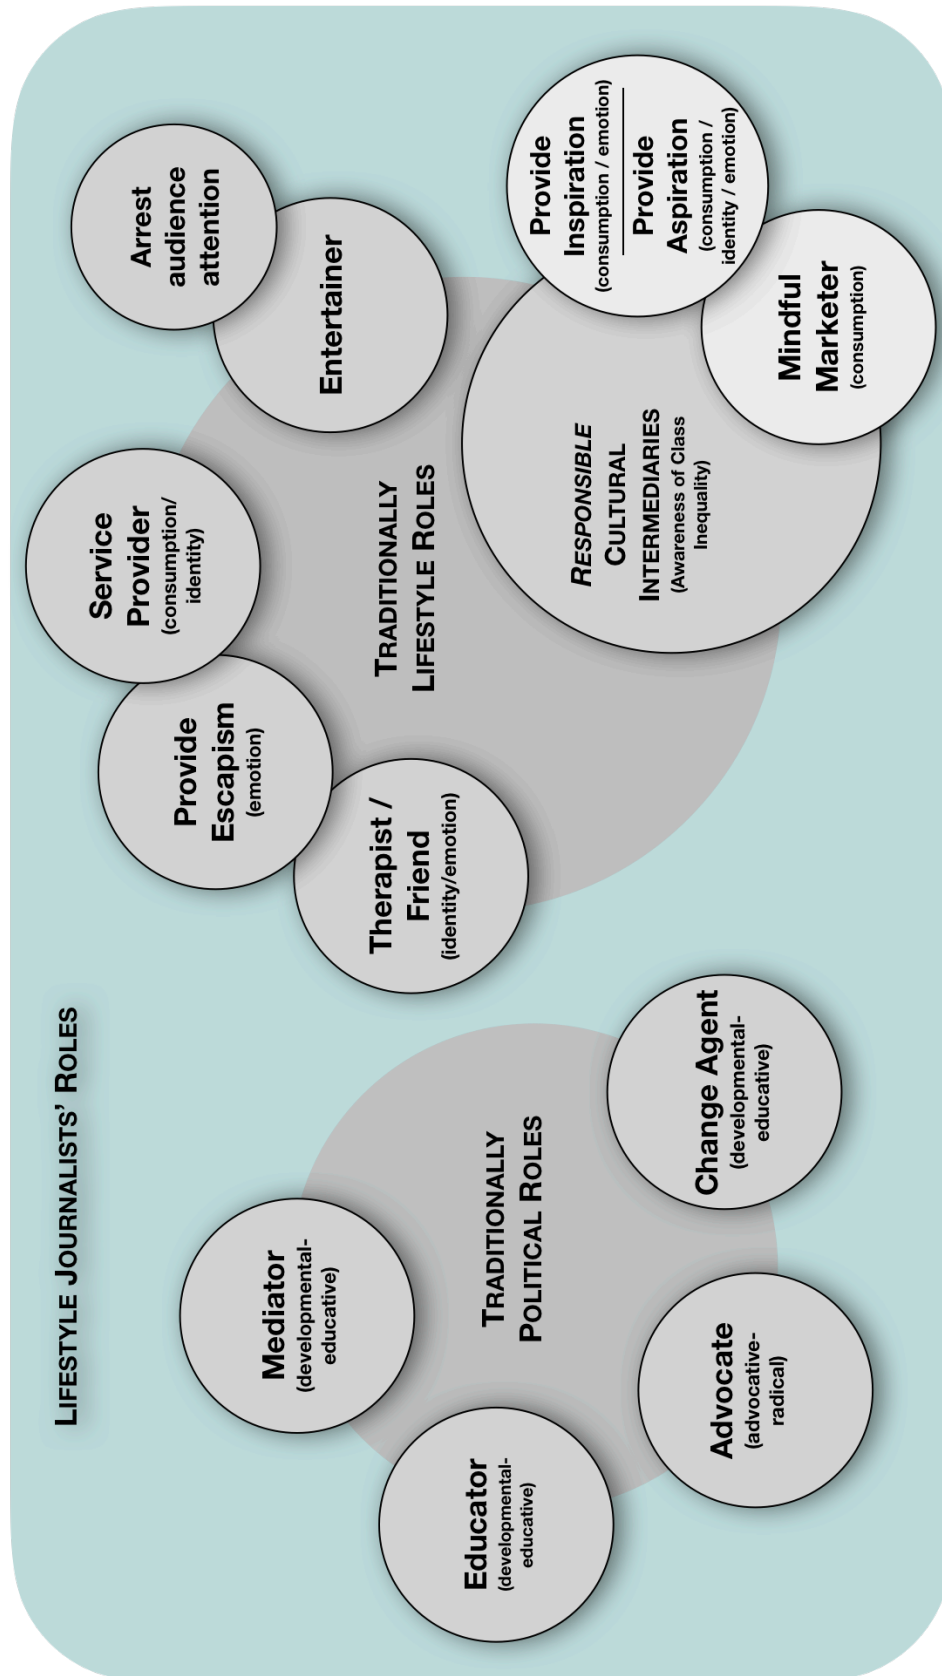 LIFESTYLE JOURNALISTS' ROLES
Mediator
(developmental-
educative)
Educator
(developmental-
educative)
TRADITIONALLY
POLITICAL ROLES
Advocate
(advocative-
radical)
Change Agent
(developmental-
educative)
Service
Provider
(consumption/
identity)
Provide
Escapism
(emotion)
Therapist /
Friend
(identity/emotion)
Arrest
audience
attention
Entertainer
TRADITIONALLY
LIFESTYLE ROLES
RESPONSIBLE
CULTURAL
INTERMEDIARIES
(Awareness of Class
Inequality)
Provide
Inspiration
(consumption / emotion)
Provide
Aspiration
(consumption /
identity / emotion)
Mindful
Marketer
(consumption)